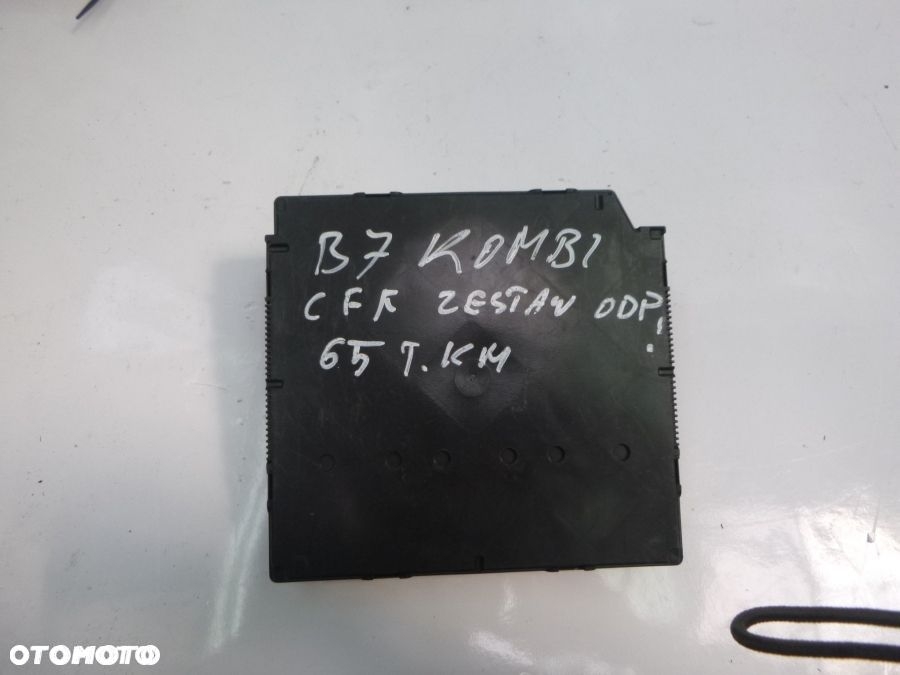 B7 KOMBI
CFF ZESTAW ODP!
65 T.KM
OTOMOTO